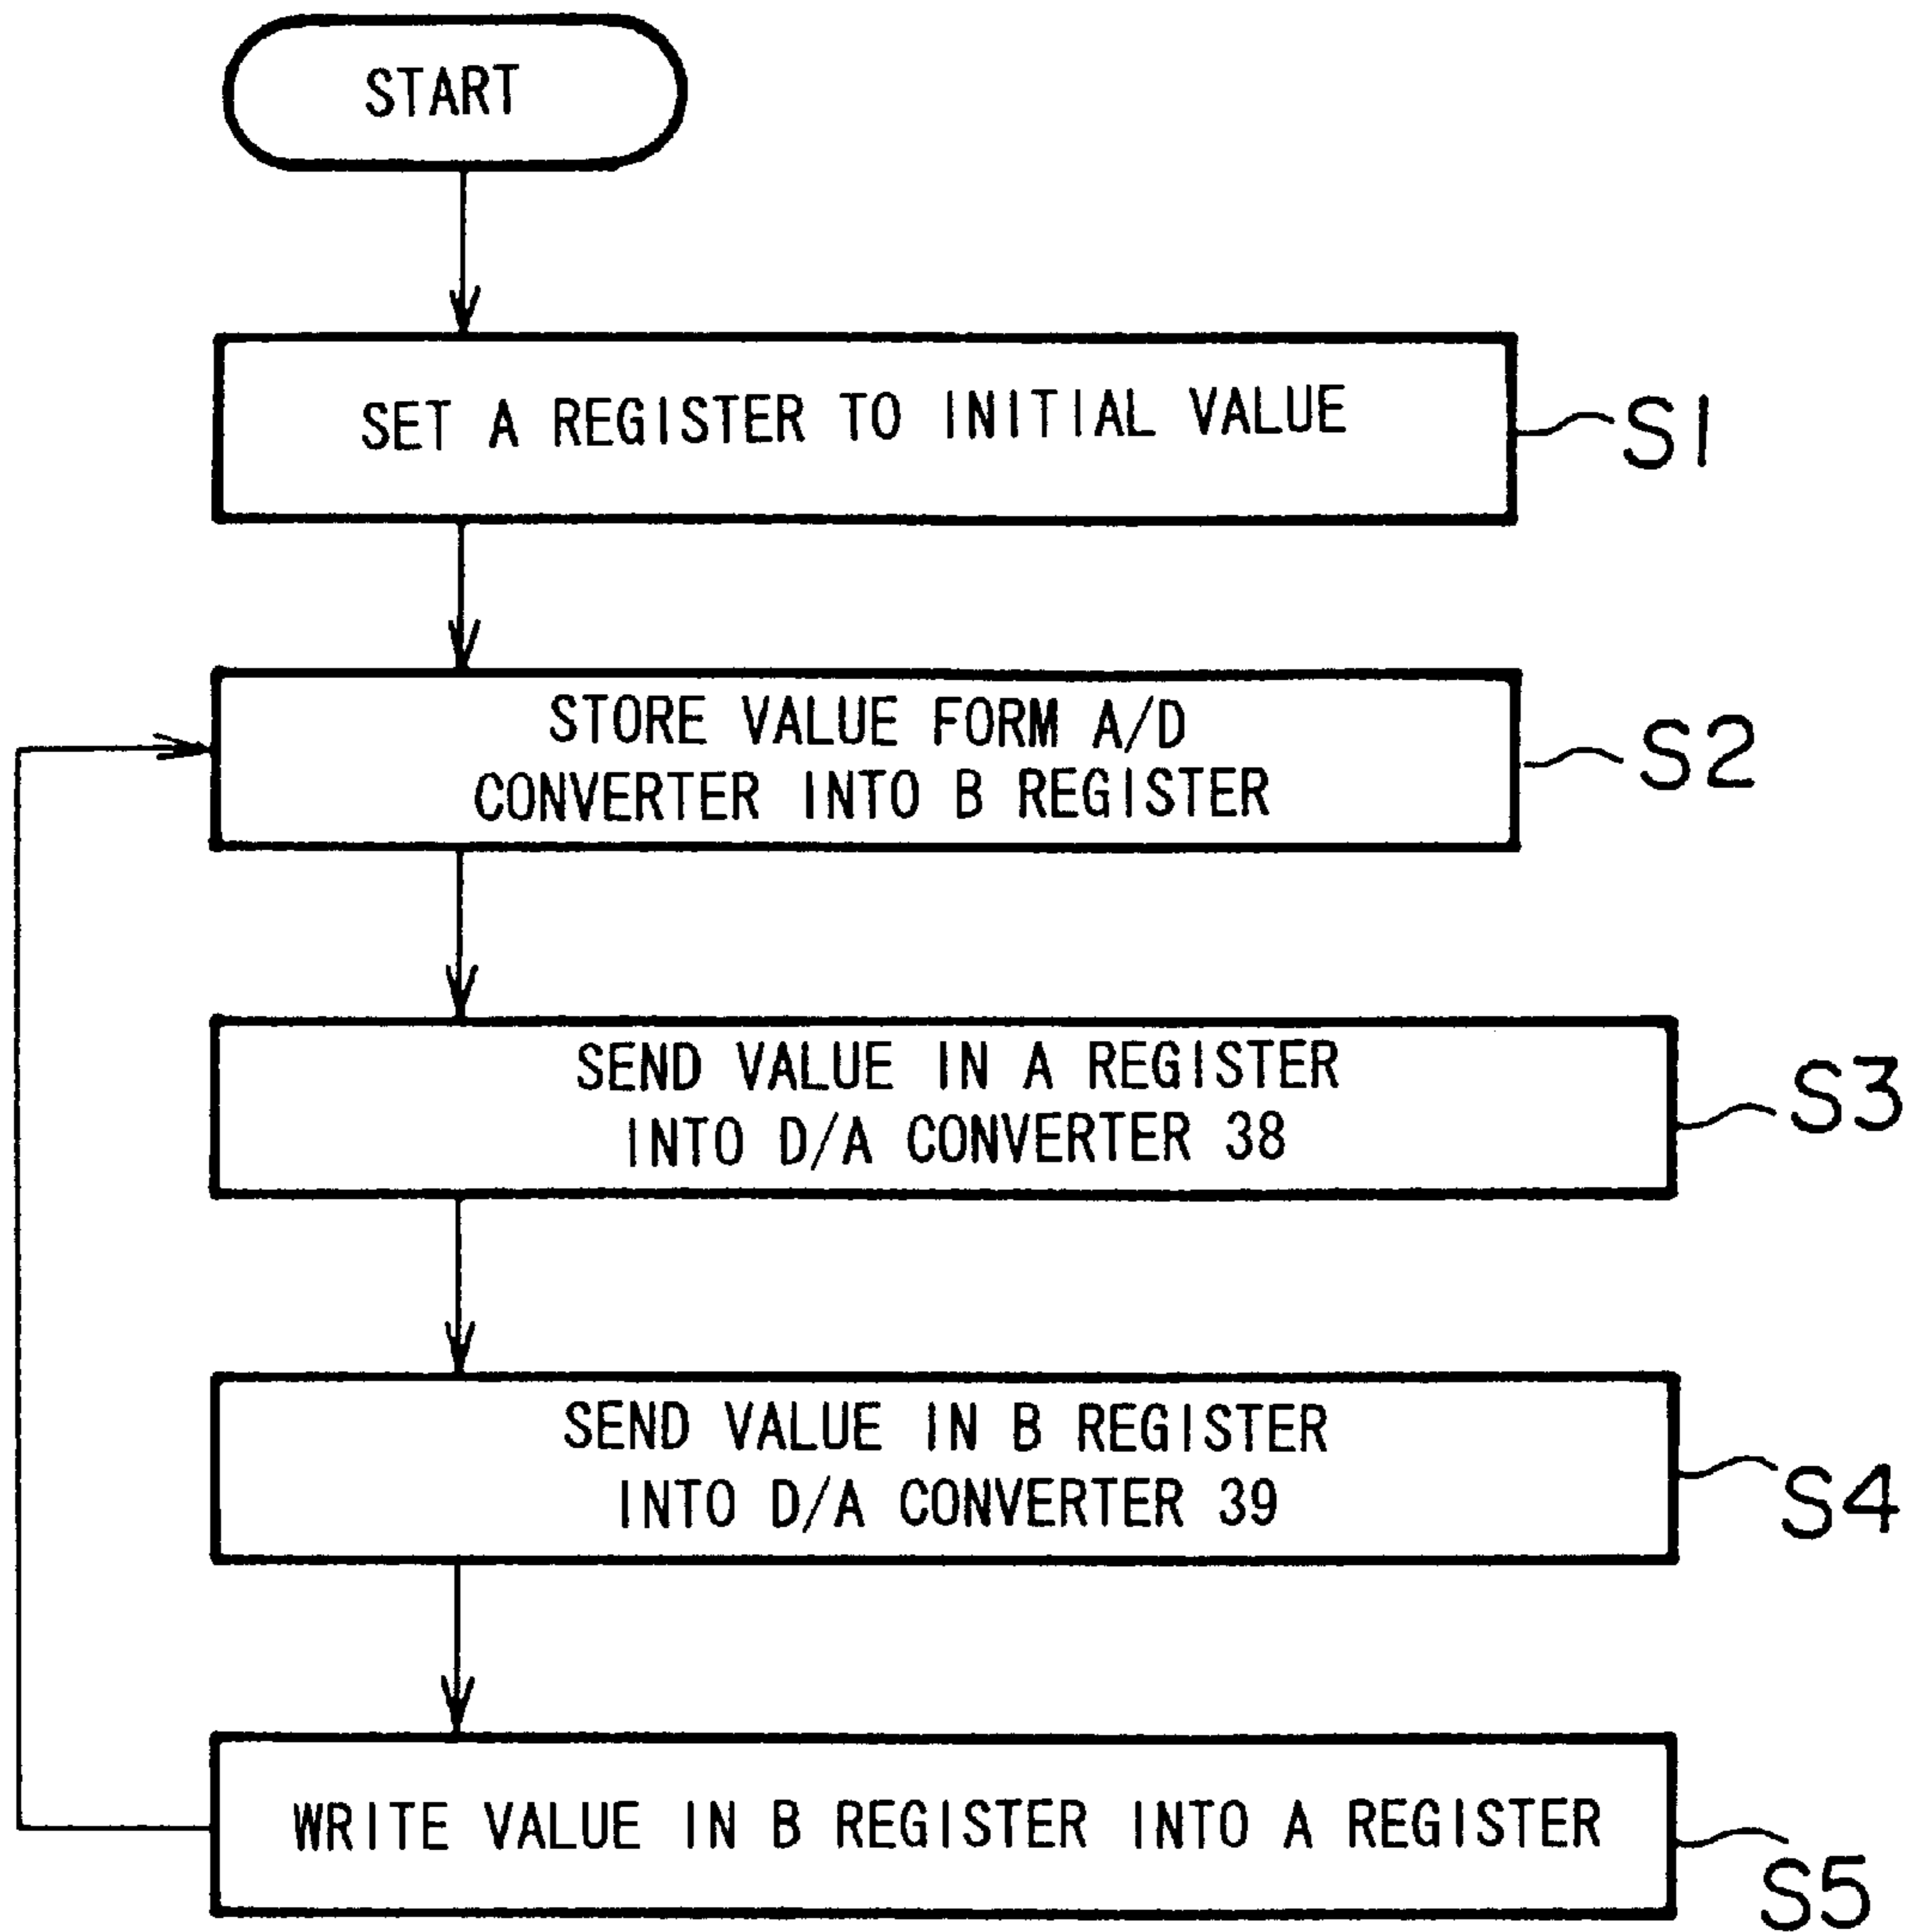 START
SET A REGISTER TO INITIAL VALUE
S1
STORE VALUE FORM A/D
CONVERTER INTO B REGISTER
S2
SEND VALUE IN A REGISTER
INTO D/A CONVERTER 38
S3
SEND VALUE IN B REGISTER
INTO D/A CONVERTER 39
S4
WRITE VALUE IN B REGISTER INTO A REGISTER
S5